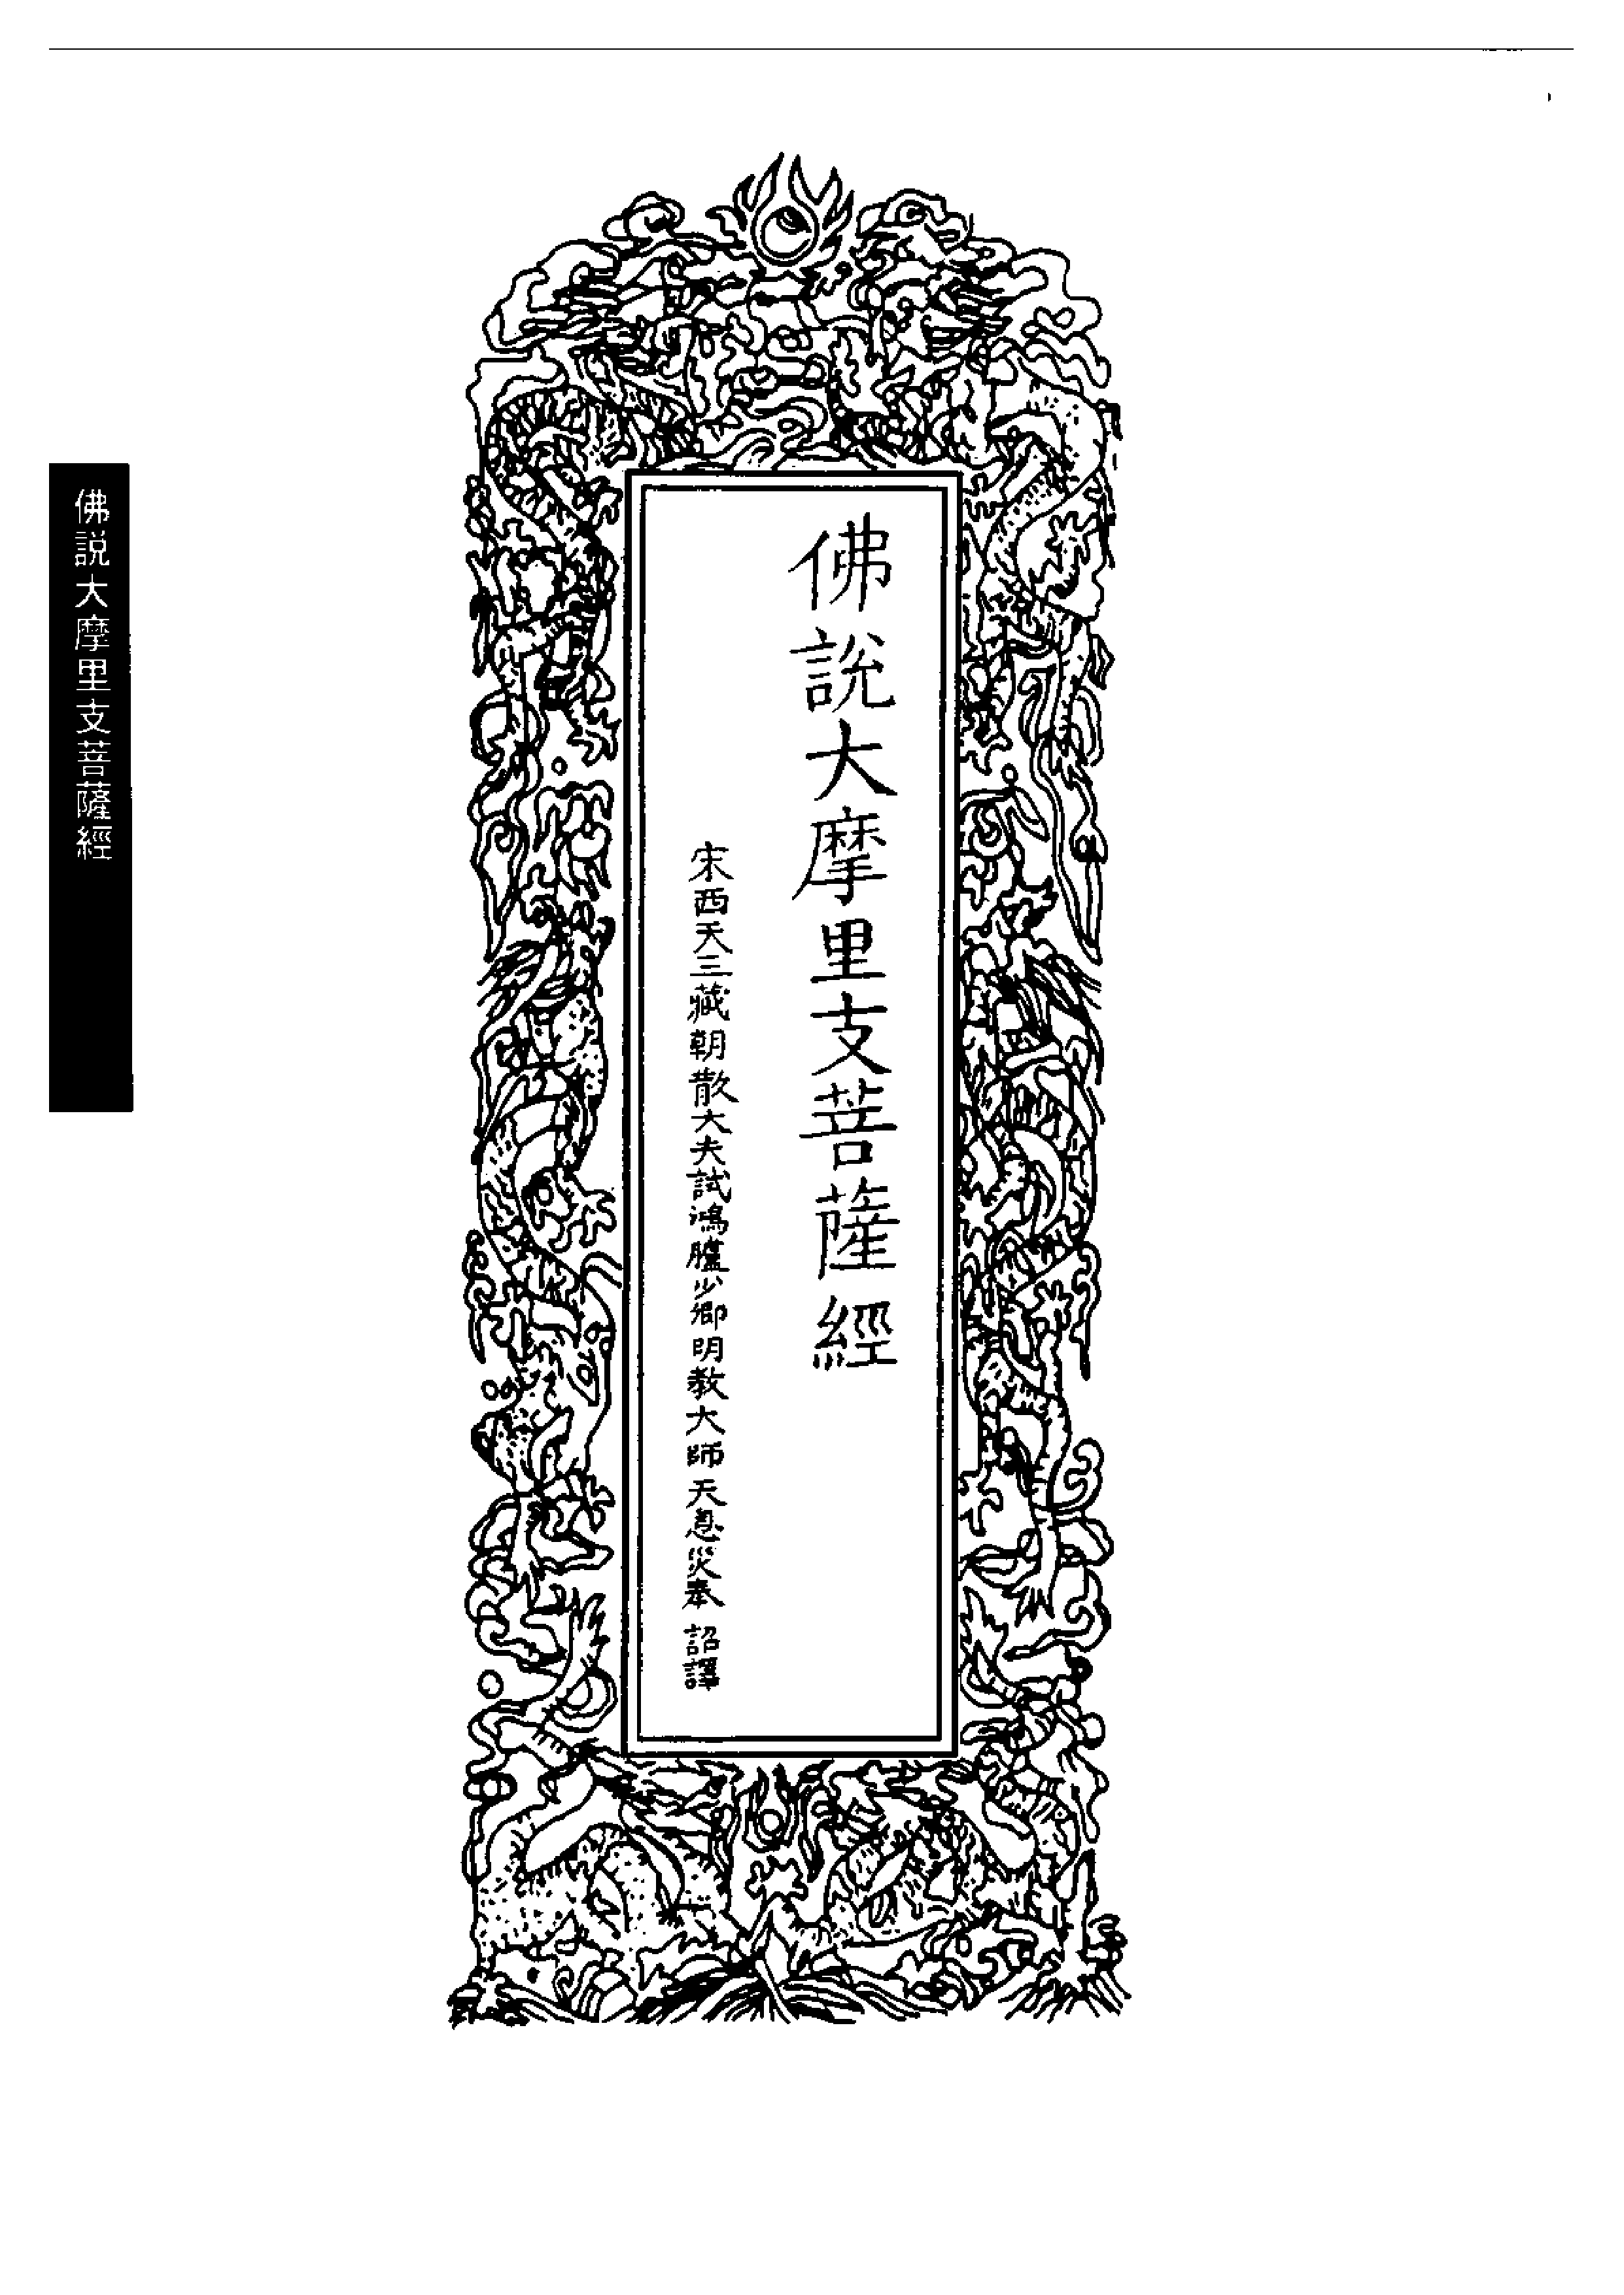 佛說大摩里支菩薩經
宋西天三藏朝散大夫試鴻臚少卿明教大師天息災奉 詔譯
佛説大摩里支菩薩經